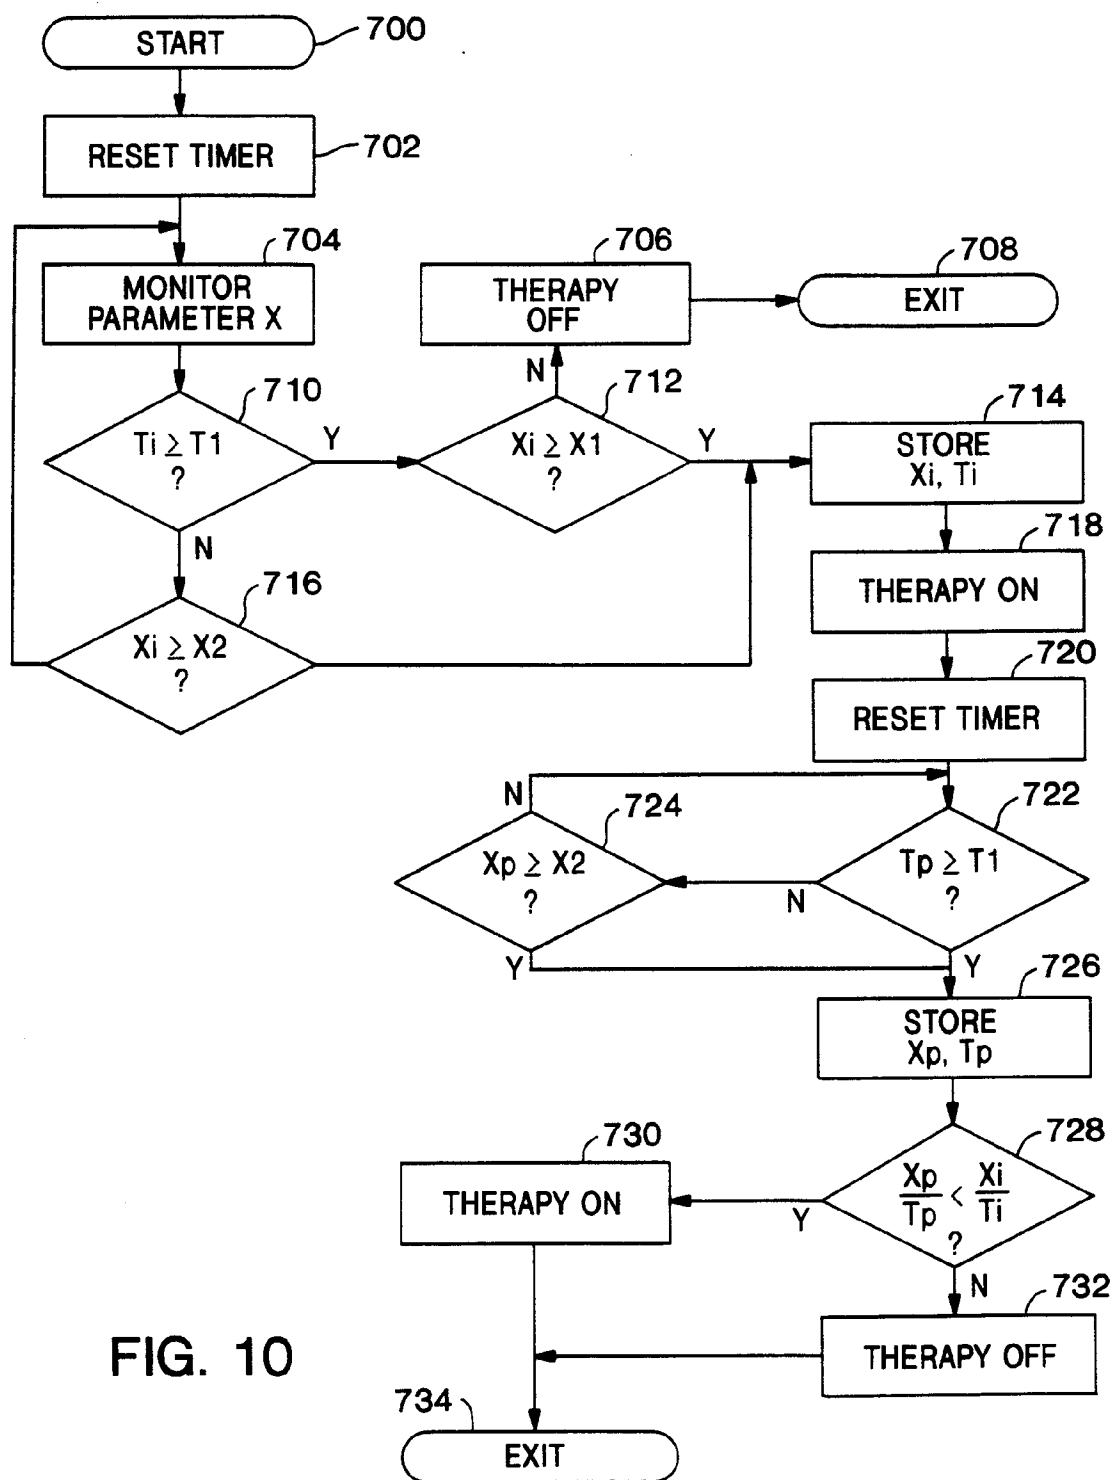 START
700
RESET TIMER
702
704
MONITOR
PARAMETER X
706
THERAPY
OFF
708
EXIT
710
Ti ≥ T1
?
Y
N
712
Xi ≥ X1
?
N
Y
714
STORE
Xi, Ti
716
Xi ≥ X2
?
718
THERAPY ON
720
RESET TIMER
722
Tp ≥ T1
?
N
Y
724
Xp ≥ X2
?
N
Y
726
STORE
Xp, Tp
728
Xp/Tp < Xi/Ti
?
Y
N
730
THERAPY ON
732
THERAPY OFF
734
EXIT
FIG. 10